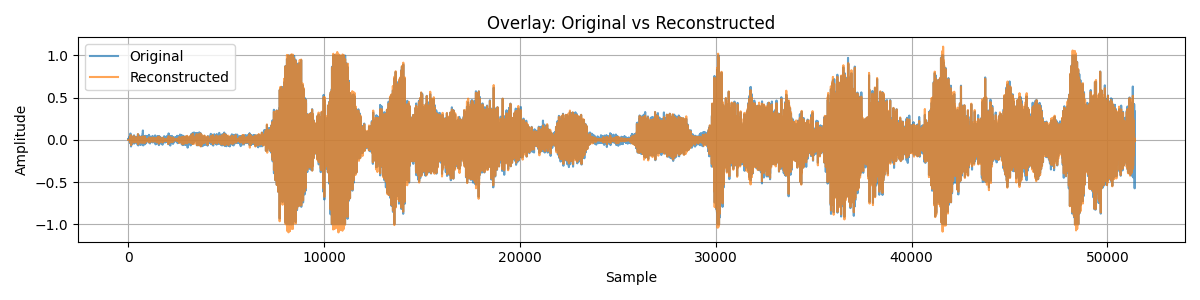 Overlay: Original vs Reconstructed
Original
Reconstructed
Amplitude
1.0
0.5
0.0
−0.5
−1.0
0
10000
20000
30000
40000
50000
Sample